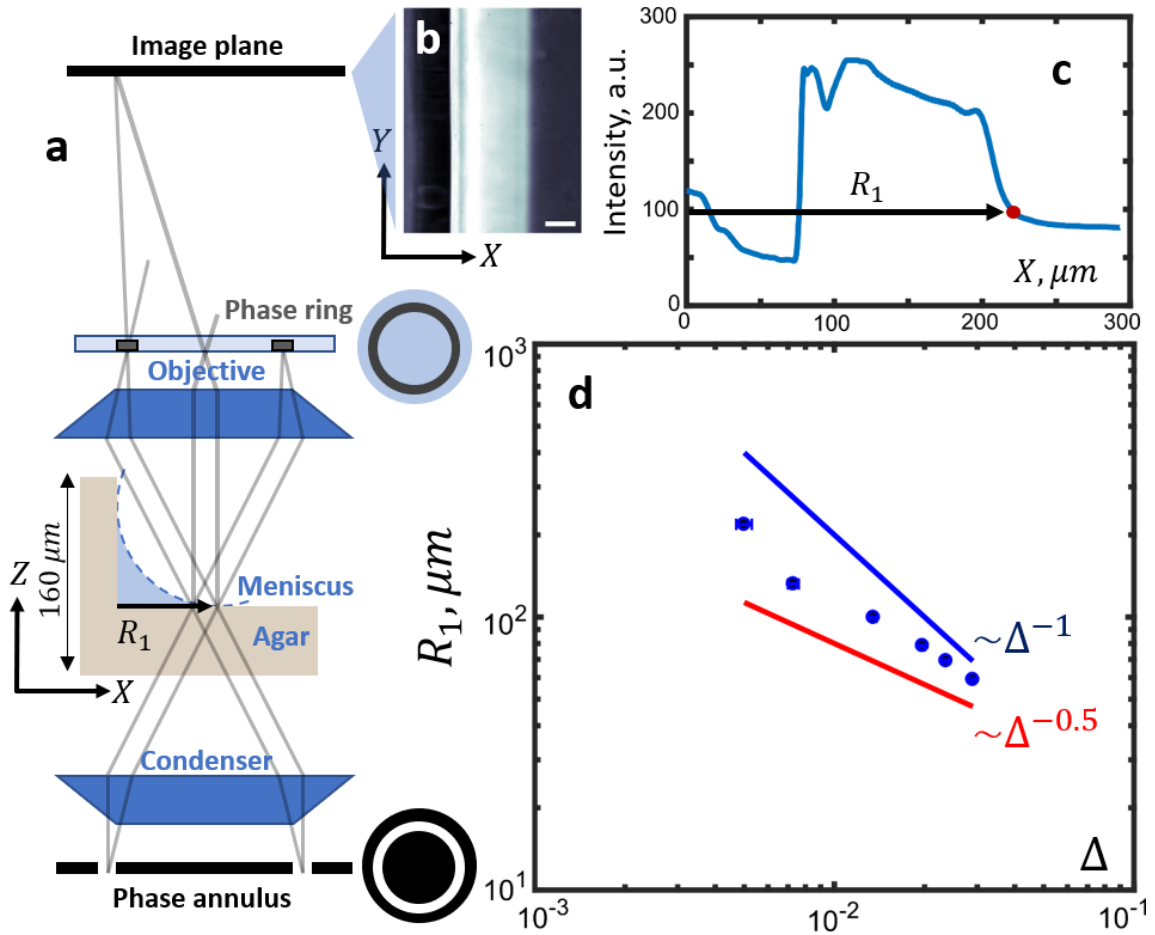 Image plane
a
Phase ring
Objective
160 μm
Z
Meniscus
R₁
Agar
X
Condenser
Phase annulus
b
Y
X
300
200
100
0
Intensity, a.u.
c
R₁
X, μm
0
100
200
300
d
10³
10²
10¹
R₁, μm
~Δ⁻¹
~Δ⁻⁰·⁵
Δ
10⁻³
10⁻²
10⁻¹